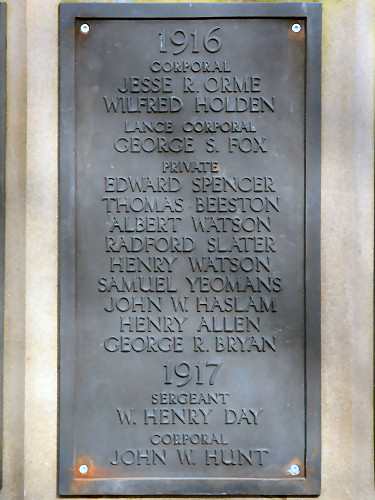 1916
CORPORAL
JESSE R. ORME
WILFRED HOLDEN
LANCE CORPORAL
GEORGE S. FOX
PRIVATE
EDWARD SPENCER
THOMAS BEESTON
ALBERT WATSON
RADFORD SLATER
HENRY WATSON
SAMUEL YEOMANS
JOHN W. HASLAM
HENRY ALLEN
GEORGE R. BRYAN
1917
SERGEANT
W. HENRY DAY
CORPORAL
JOHN W. HUNT